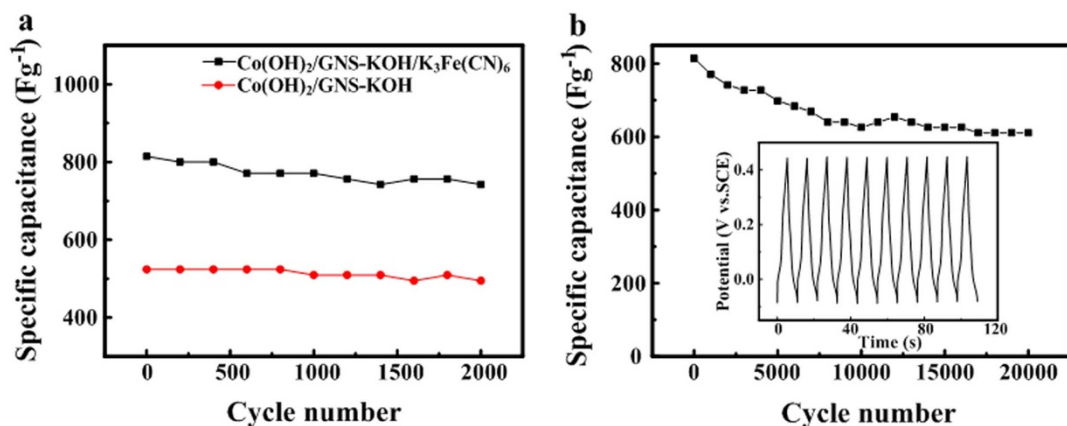 a
Specific capacitance (Fg⁻¹)
1000
800
600
400
0 500 1000 1500 2000
Cycle number
Co(OH)₂/GNS-KOH/K₃Fe(CN)₆
Co(OH)₂/GNS-KOH
b
Specific capacitance (Fg⁻¹)
800
600
400
200
0
0 5000 10000 15000 20000
Cycle number
Potential (V vs.SCE)
0.4
0.2
0.0
0 40 80 120
Time (s)